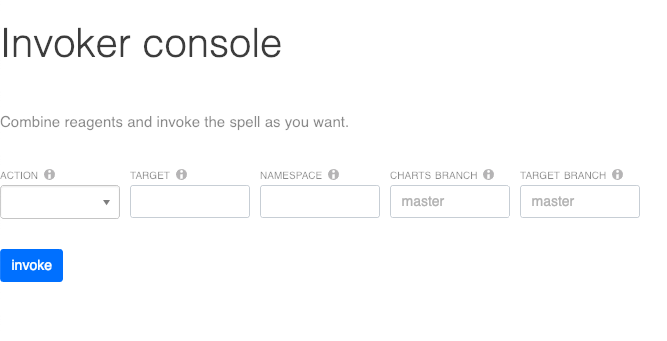 Invoker console
Combine reagents and invoke the spell as you want.
ACTION TARGET NAMESPACE CHARTS BRANCH TARGET BRANCH
master master
invoke